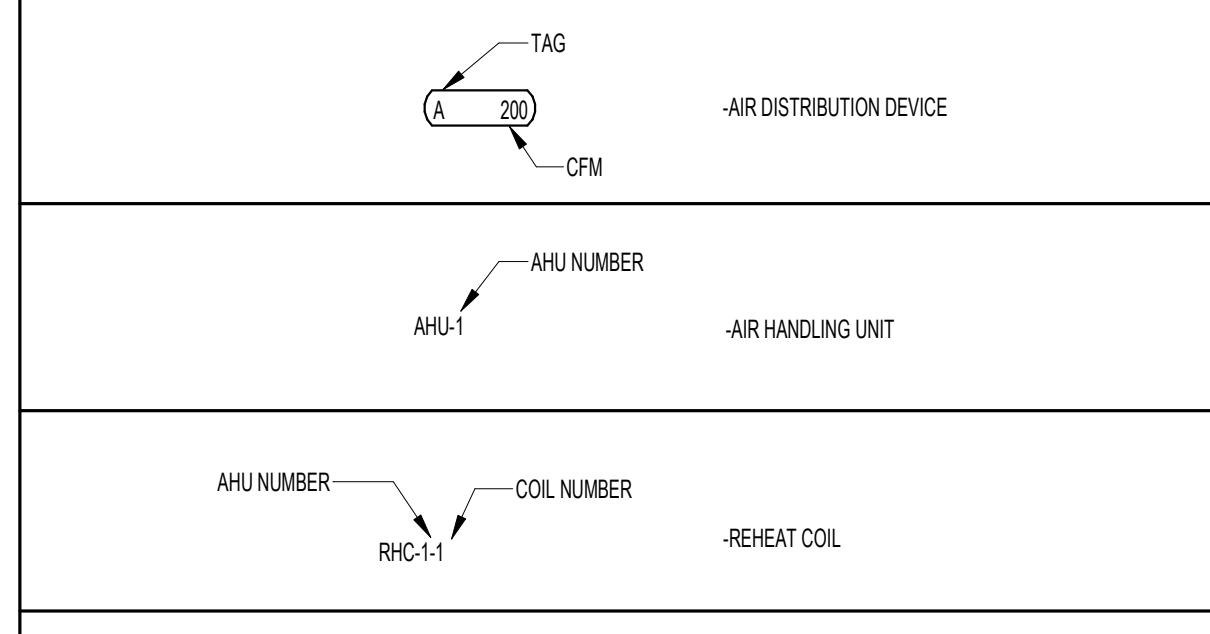 TAG
A 200
-AIR DISTRIBUTION DEVICE
CFM
AHU NUMBER
AHU-1
-AIR HANDLING UNIT
AHU NUMBER
COIL NUMBER
RHC-1-1
-REHEAT COIL